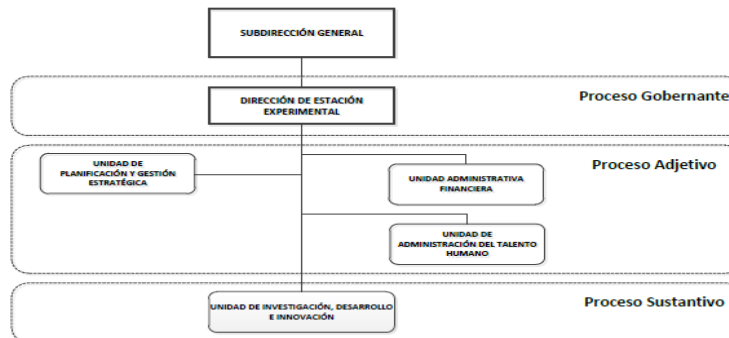 SUBDIRECCIÓN GENERAL
DIRECCIÓN DE ESTACIÓN
EXPERIMENTAL
Proceso Gobernante
Proceso Adjetivo
UNIDAD DE
PLANIFICACIÓN Y GESTIÓN
ESTRATÉGICA
UNIDAD ADMINISTRATIVA
FINANCIERA
UNIDAD DE
ADMINISTRACIÓN DEL TALENTO
HUMANO
UNIDAD DE INVESTIGACIÓN, DESARROLLO
E INNOVACIÓN
Proceso Sustantivo